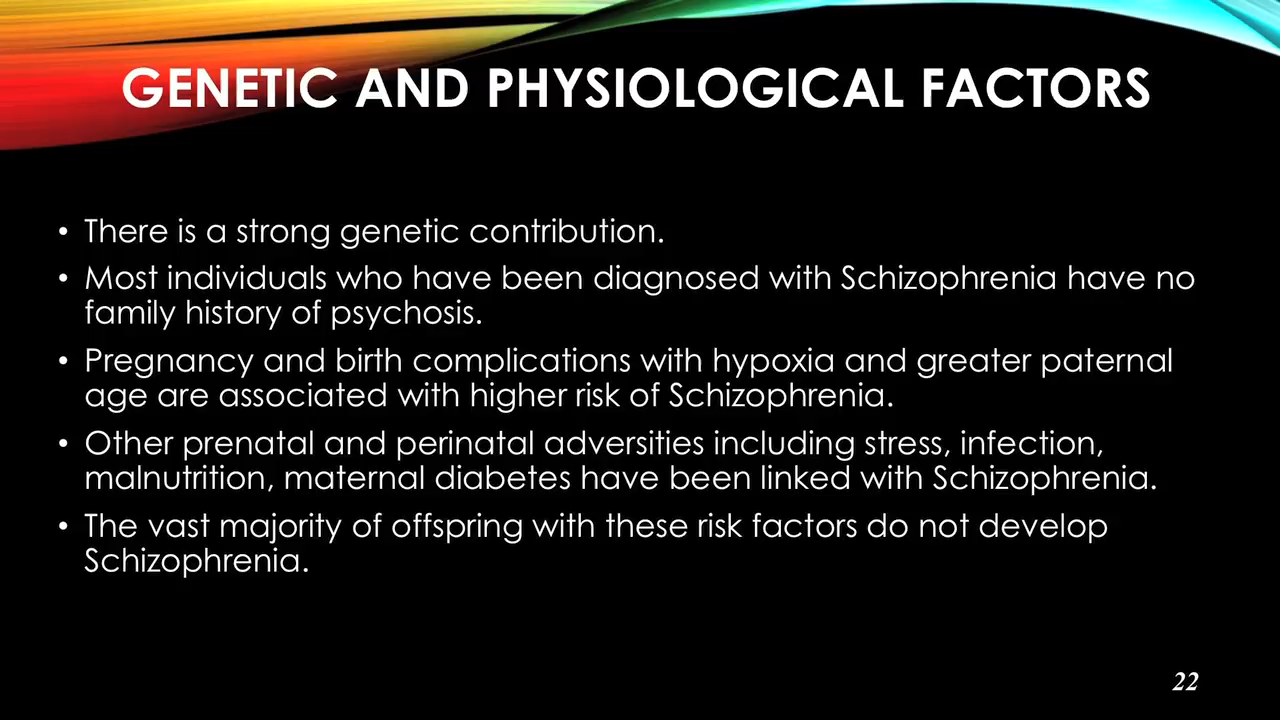 GENETIC AND PHYSIOLOGICAL FACTORS
• There is a strong genetic contribution.
• Most individuals who have been diagnosed with Schizophrenia have no
family history of psychosis.
• Pregnancy and birth complications with hypoxia and greater paternal
age are associated with higher risk of Schizophrenia.
• Other prenatal and perinatal adversities including stress, infection,
malnutrition, maternal diabetes have been linked with Schizophrenia.
• The vast majority of offspring with these risk factors do not develop
Schizophrenia.
22